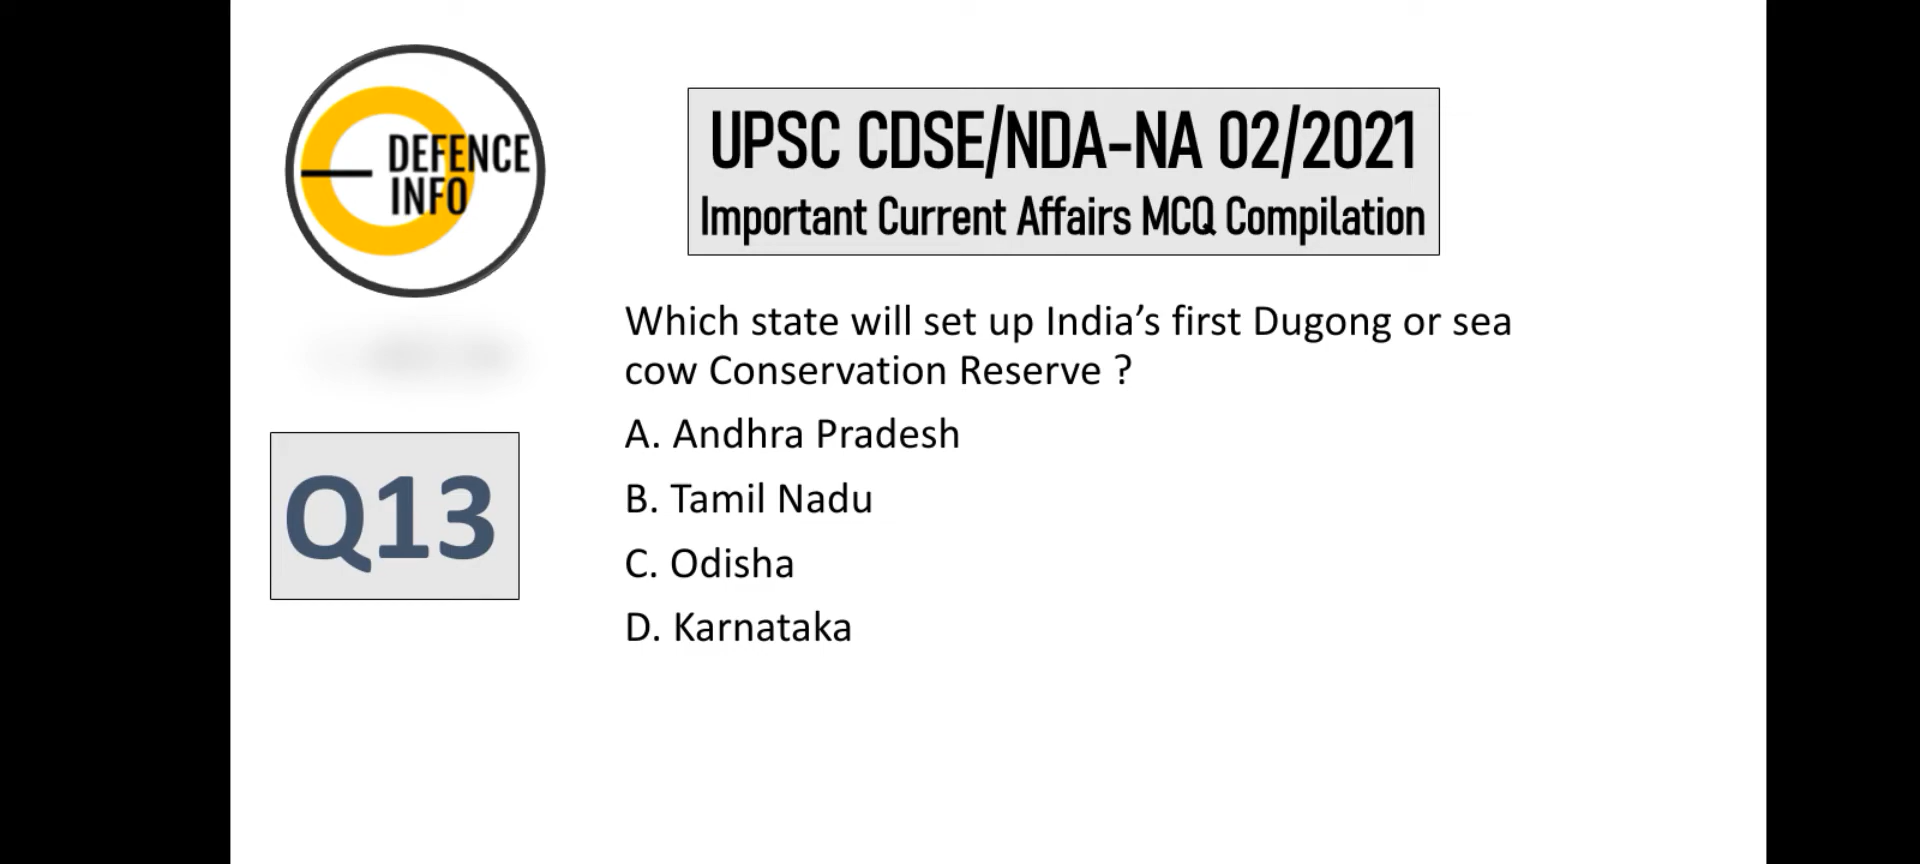 DEFENCE
INFO
UPSC CDSE/NDA-NA 02/2021
Important Current Affairs MCQ Compilation
Q13
Which state will set up India’s first Dugong or sea
cow Conservation Reserve ?
A. Andhra Pradesh
B. Tamil Nadu
C. Odisha
D. Karnataka